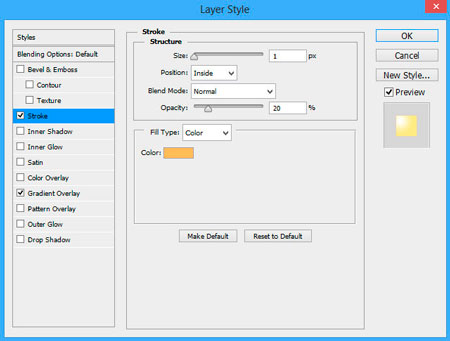 Layer Style
Styles
Blending Options: Default
Bevel & Emboss
Contour
Texture
Stroke
Inner Shadow
Inner Glow
Satin
Color Overlay
Gradient Overlay
Pattern Overlay
Outer Glow
Drop Shadow
Stroke
Structure
Size: 1 px
Position: Inside
Blend Mode: Normal
Opacity: 20 %
Fill Type: Color
Color:
Make Default Reset to Default
OK
Cancel
New Style...
Preview